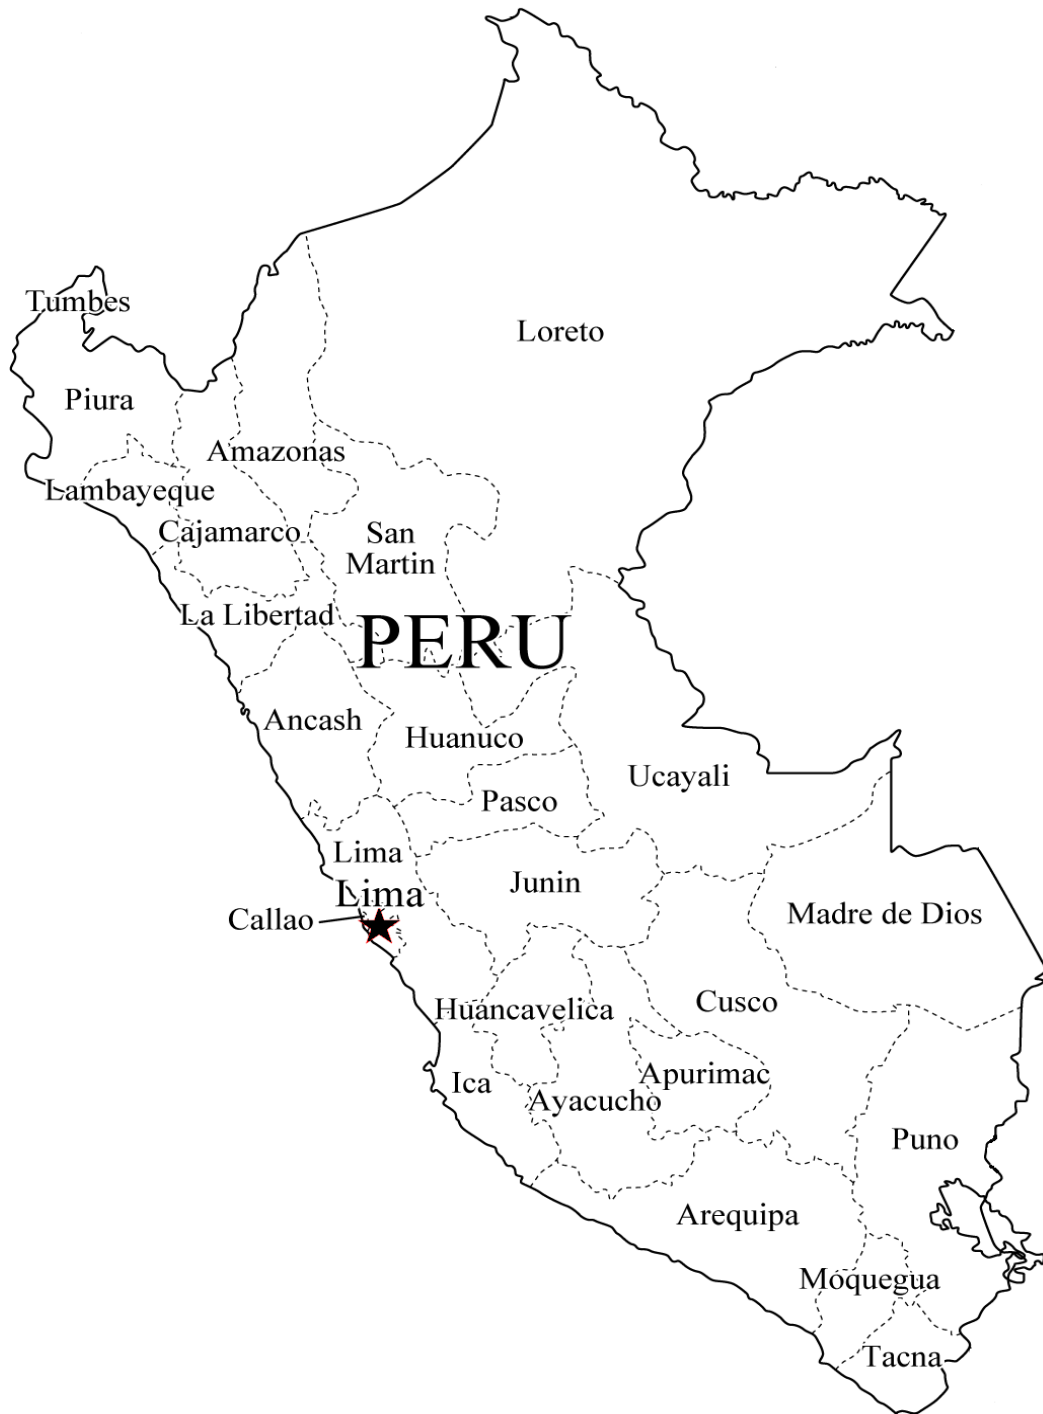 Tumbes
Loreto
Piura
Amazonas
Lambayeque
Cajamarco
San
Martin
La Libertad
PERU
Ancash
Huanuco
Ucayali
Pasco
Lima
Junin
Lima
Callao
Madre de Dios
Cusco
Huancavelica
Ica
Apurimac
Ayacucho
Puno
Arequipa
Moquegua
Tacna